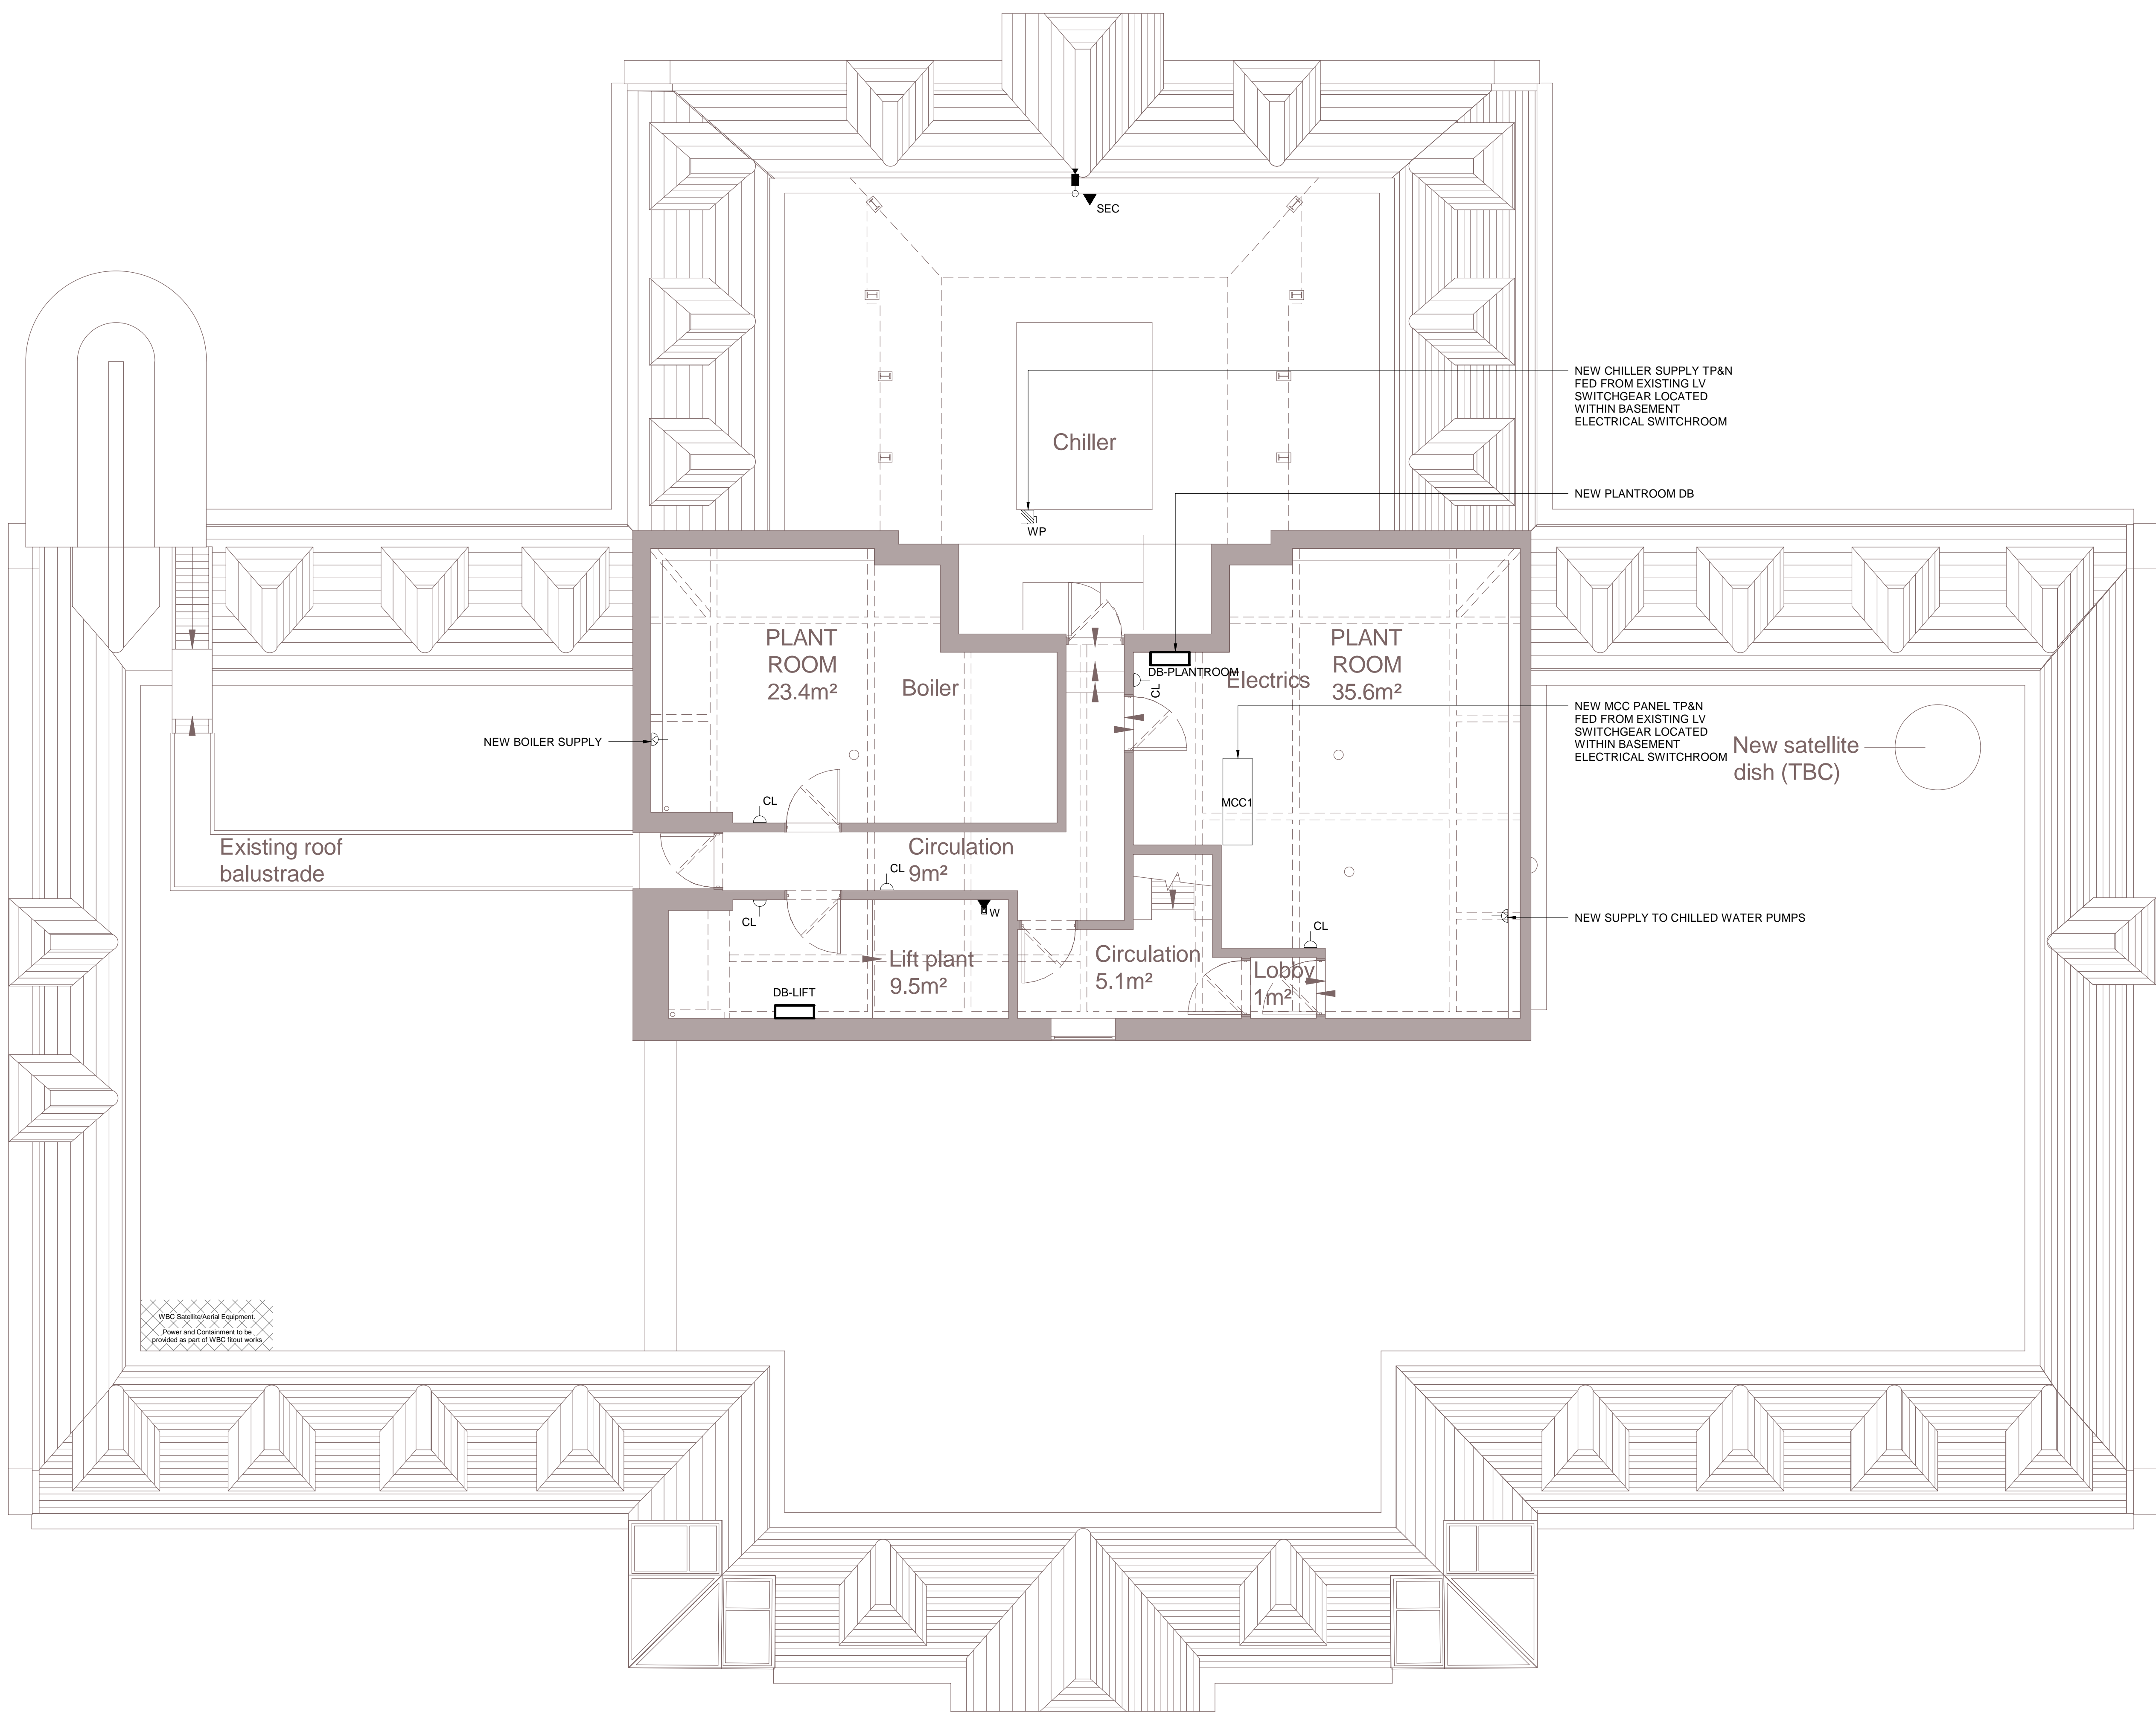 SEC
NEW CHILLER SUPPLY TP&N
FED FROM EXISTING LV
SWITCHGEAR LOCATED
WITHIN BASEMENT
ELECTRICAL SWITCHROOM
Chiller
NEW PLANTROOM DB
WP
PLANT
ROOM
23.4m²
Boiler
DB-PLANTROOM
CL
Electrics
PLANT
ROOM
35.6m²
NEW MCC PANEL TP&N
FED FROM EXISTING LV
SWITCHGEAR LOCATED
WITHIN BASEMENT
ELECTRICAL SWITCHROOM
New satellite
dish (TBC)
NEW BOILER SUPPLY
MCC1
CL
Existing roof
balustrade
Circulation
9m²
CL
CL
W
NEW SUPPLY TO CHILLED WATER PUMPS
CL
Lift plant
9.5m²
Circulation
5.1m²
Lobby
1m²
DB-LIFT
WBC Satellite/Aerial Equipment.
Power and Containment to be
provided as part of WBC fitout works